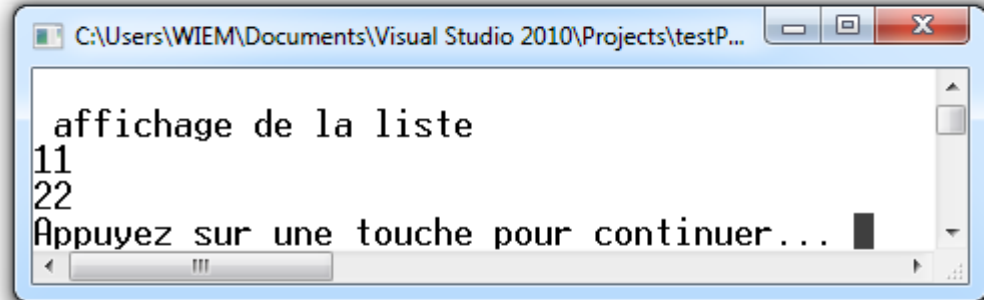 C:\Users\WIEM\Documents\Visual Studio 2010\Projects\testP...
affichage de la liste
11
22
Appuyez sur une touche pour continuer...